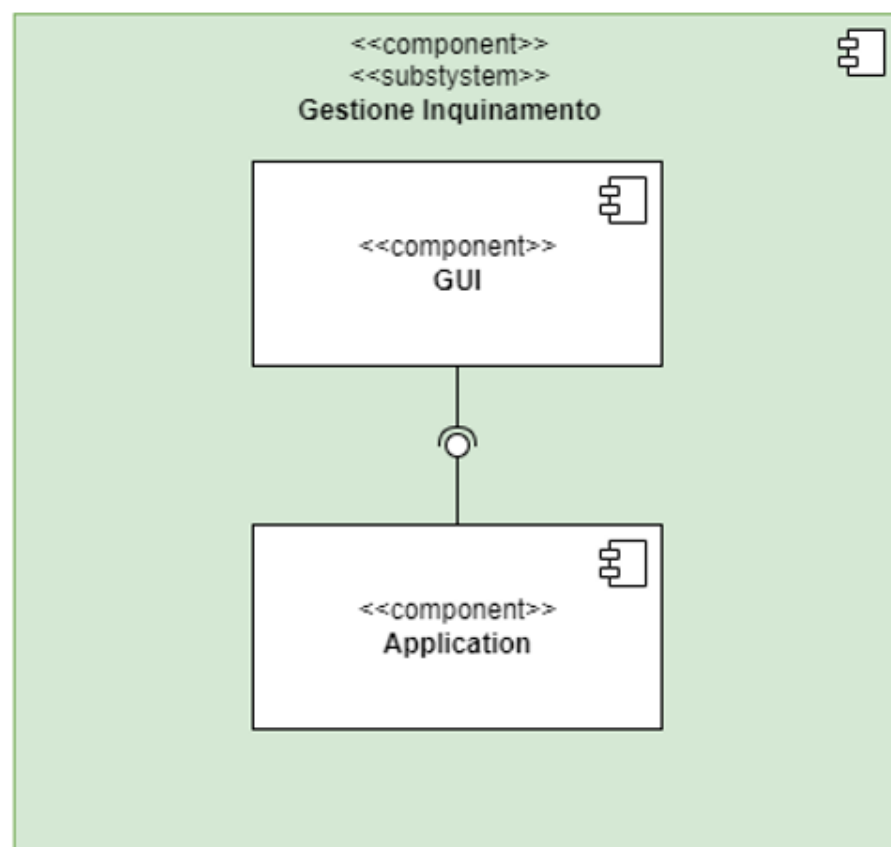 <<component>>
<<substystem>>
Gestione Inquinamento
<<component>>
GUI
<<component>>
Application